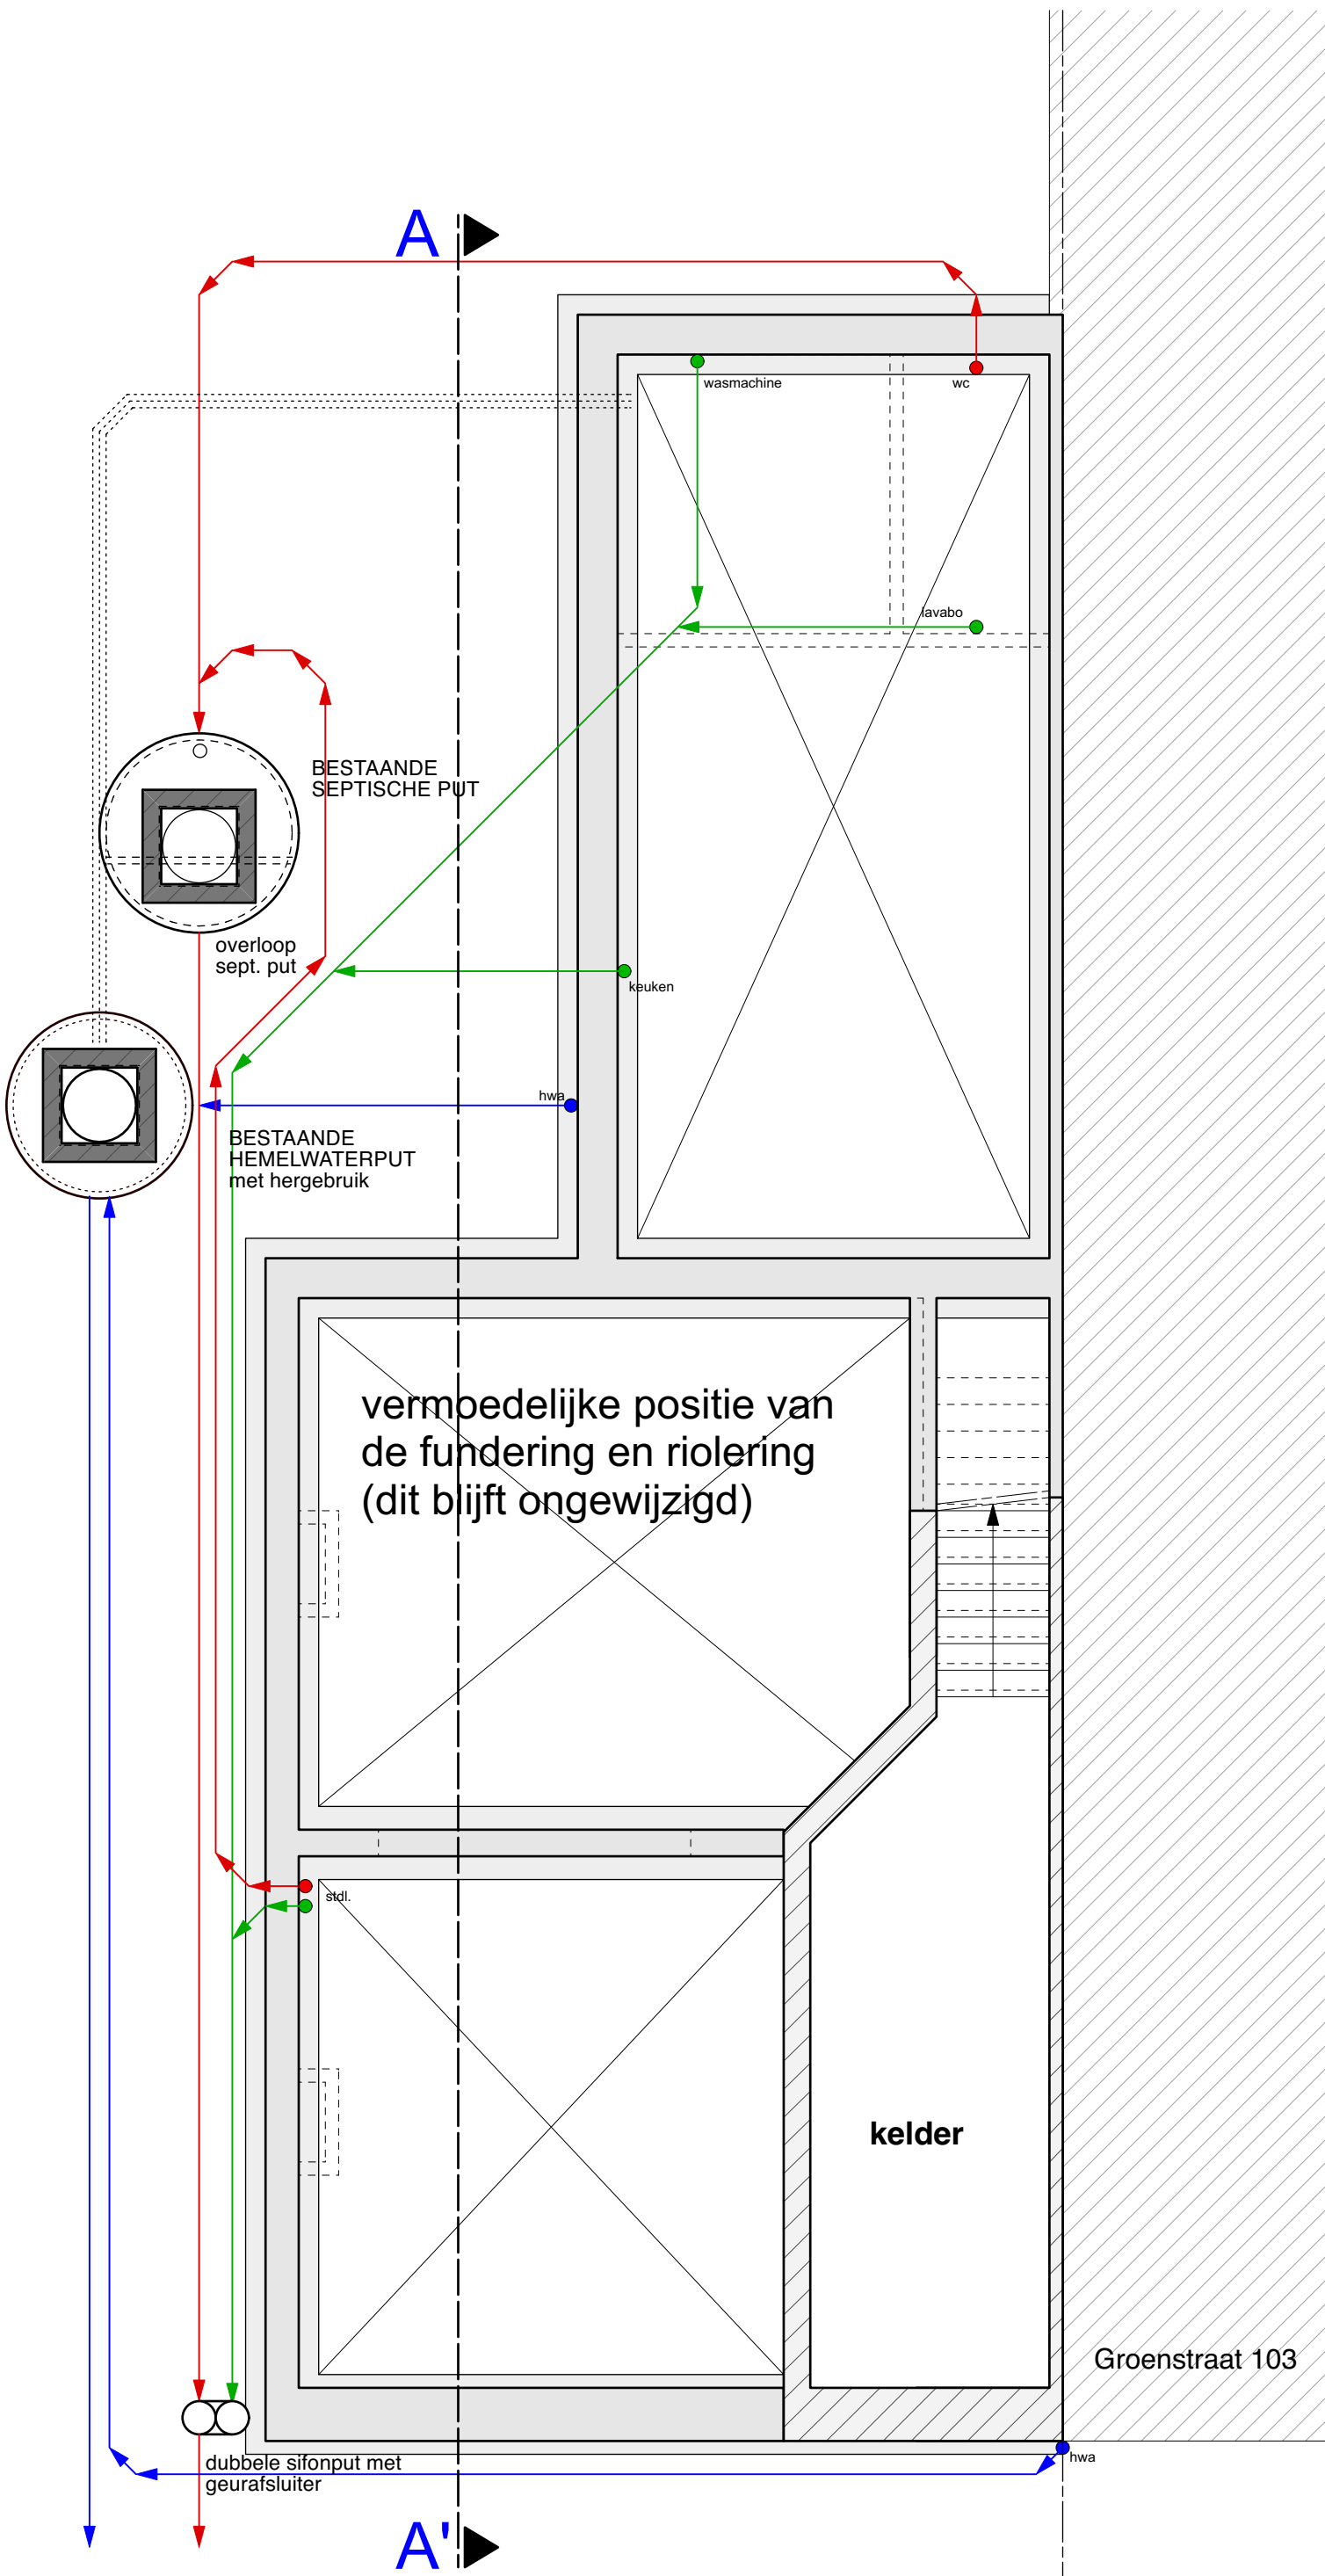 A
wasmachine
wc
lavabo
BESTAANDE
SEPTISCHE PUT
overloop
sept. put
keuken
hwa
BESTAANDE
HEMELWATERPUT
met hergebruik
vermoedelijke positie van
de fundering en riolering
(dit blijft ongewijzigd)
stdl.
kelder
Groenstraat 103
hwa
dubbele sifonput met
geurafsluiter
A'